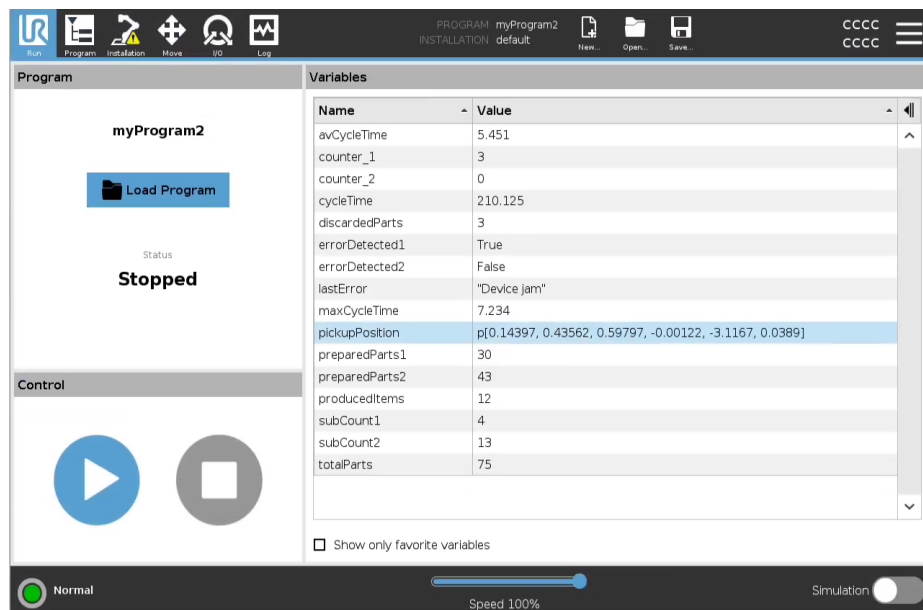 UR
PROGRAM myProgram2
INSTALLATION default
CCCC
CCCC
Run Program Installation Move I/O Log New... Open... Save...
Program
myProgram2
Load Program
Status
Stopped
Control
Variables
Name Value
avCycleTime 5.451
counter_1 3
counter_2 0
cycleTime 210.125
discardedParts 3
errorDetected1 True
errorDetected2 False
lastError "Device jam"
maxCycleTime 7.234
pickupPosition p[0.14397, 0.43562, 0.59797, -0.00122, -3.1167, 0.0389]
preparedParts1 30
preparedParts2 43
producedItems 12
subCount1 4
subCount2 13
totalParts 75
Show only favorite variables
Normal
Speed 100%
Simulation